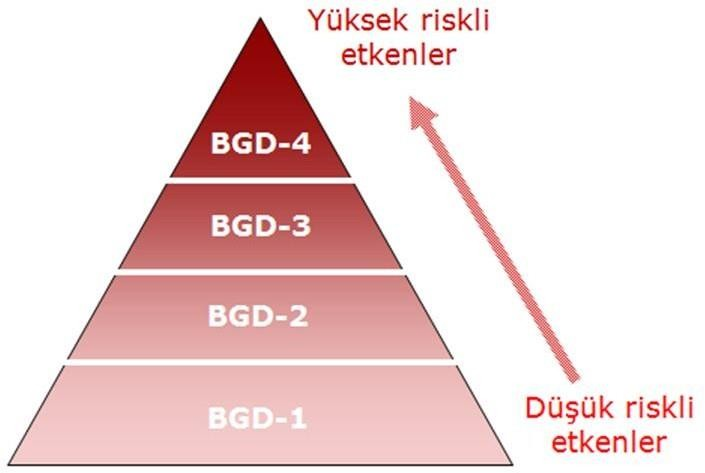 Yüksek riskli
etkenler
BGD-4
BGD-3
BGD-2
BGD-1
Düşük riskli
etkenler